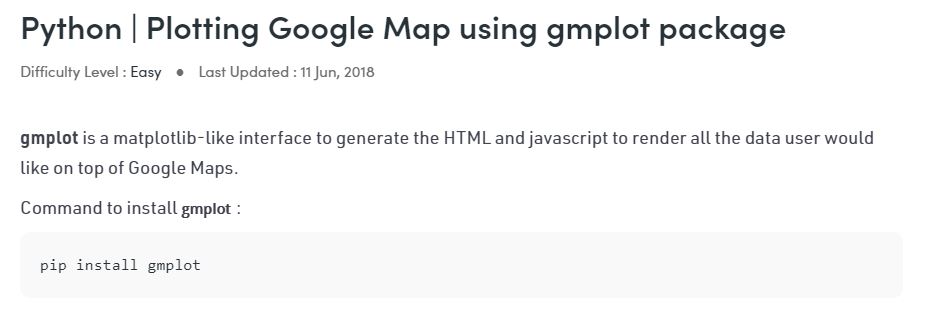 Python | Plotting Google Map using gmplot package
Difficulty Level : Easy ● Last Updated : 11 Jun, 2018
gmplot is a matplotlib-like interface to generate the HTML and javascript to render all the data user would
like on top of Google Maps.
Command to install gmplot :
pip install gmplot